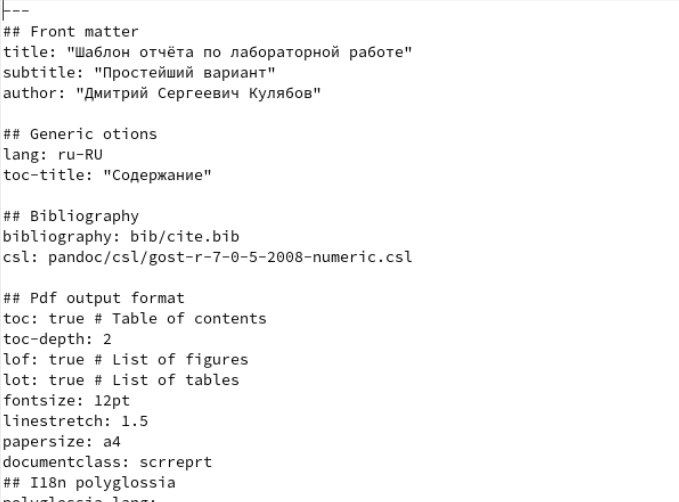 ---
## Front matter
title: "Шаблон отчёта по лабораторной работе"
subtitle: "Простейший вариант"
author: "Дмитрий Сергеевич Кулябов"

## Generic otions
lang: ru-RU
toc-title: "Содержание"

## Bibliography
bibliography: bib/cite.bib
csl: pandoc/csl/gost-r-7-0-5-2008-numeric.csl

## Pdf output format
toc: true # Table of contents
toc-depth: 2
lof: true # List of figures
lot: true # List of tables
fontsize: 12pt
linestretch: 1.5
papersize: a4
documentclass: scrreprt
## I18n polyglossia
polyglossia-lang: